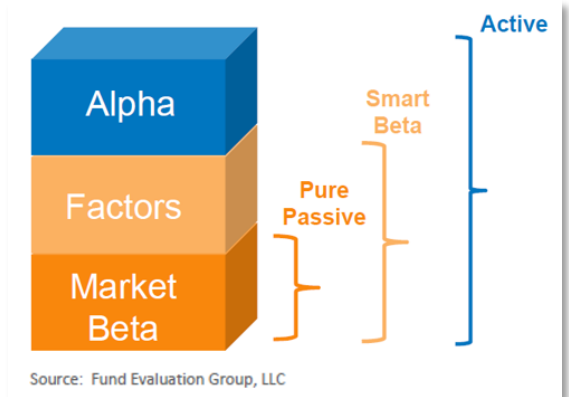 Active
Alpha
Smart
Beta
Factors
Pure
Passive
Market
Beta
Source: Fund Evaluation Group, LLC